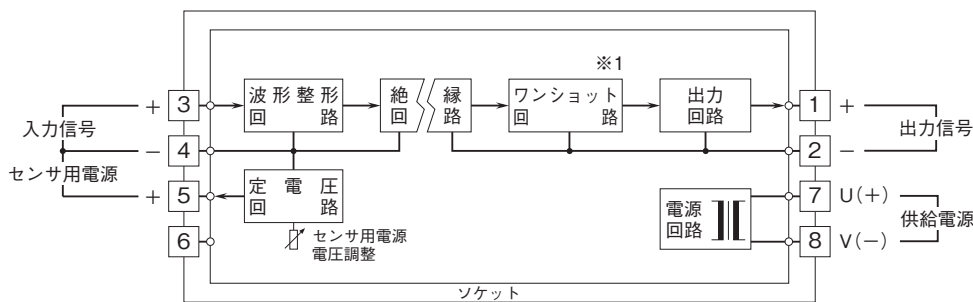 ※1
3
波形整形
回路
絶縁
回路
ワンショット
回路
出力
回路
1
+
+
入力信号
出力信号
−
4
2
−
センサ用電源
+
5
定電圧
回路
7
U(+)
電源
回路
供給電源
6
センサ用電源
電圧調整
8
V(−)
ソケット